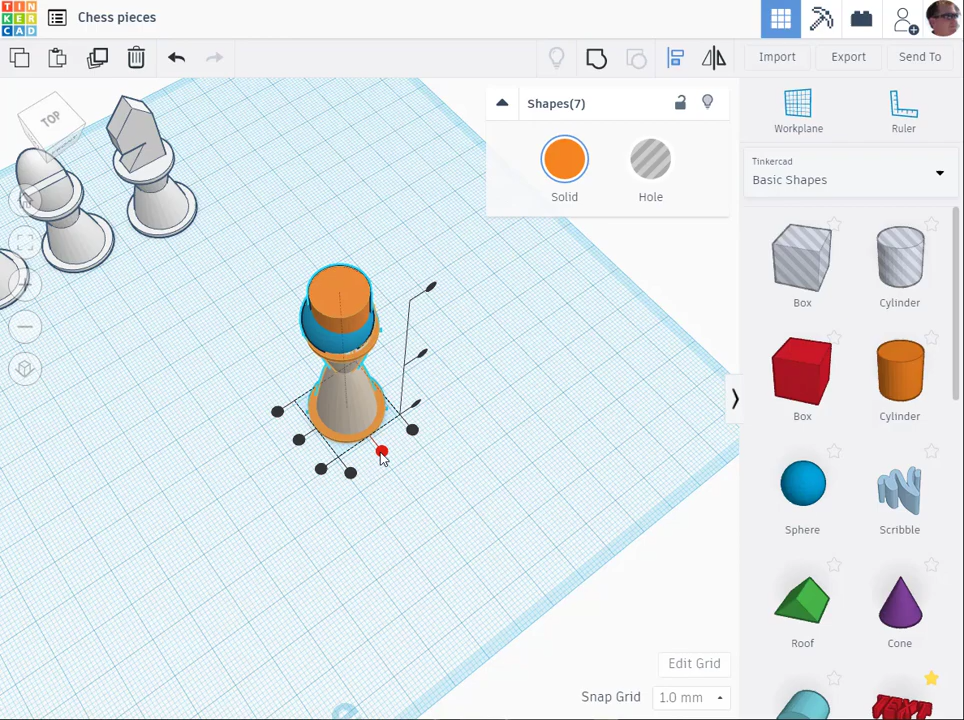 TIN
KER
CAD
Chess pieces
Import
Export
Send To
TOP
Shapes(7)
Solid
Hole
Workplane
Ruler
Tinkercad
Basic Shapes
Box
Cylinder
Box
Cylinder
Sphere
Scribble
Roof
Cone
TEXT
Edit Grid
Snap Grid
1.0 mm